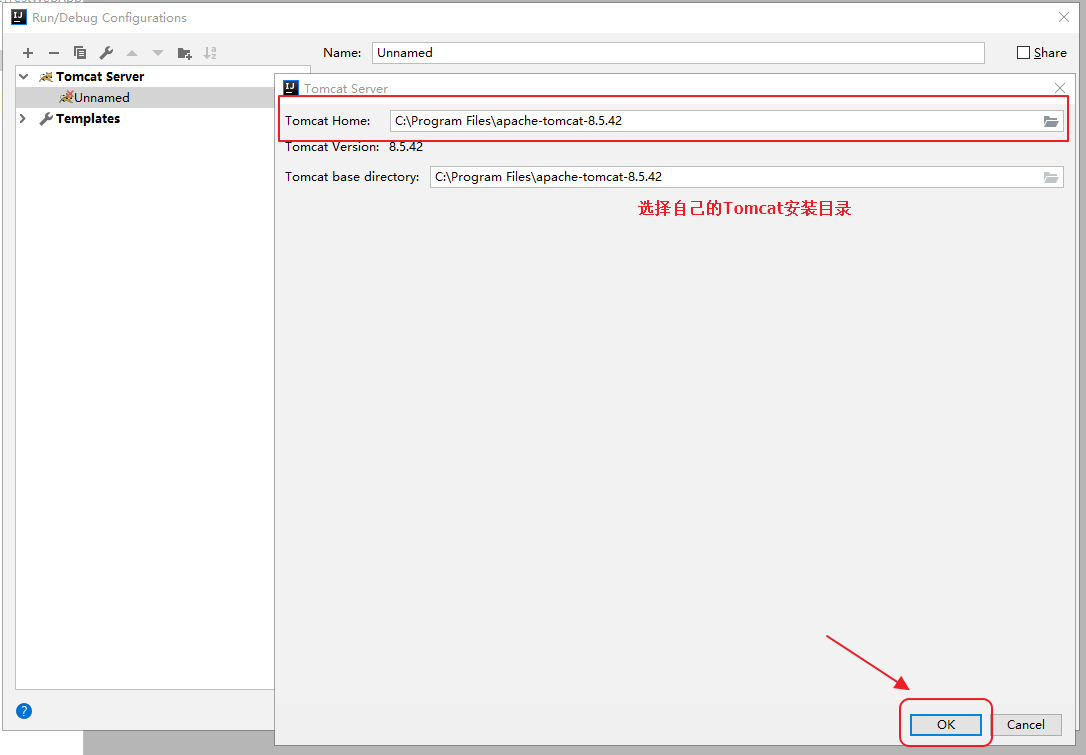 Run/Debug Configurations
Name: Unnamed Share
Tomcat Server
Unnamed
Templates
Tomcat Server
Tomcat Home: C:\Program Files\apache-tomcat-8.5.42
Tomcat Version: 8.5.42
Tomcat base directory: C:\Program Files\apache-tomcat-8.5.42
选择自己的Tomcat安装目录
OK Cancel